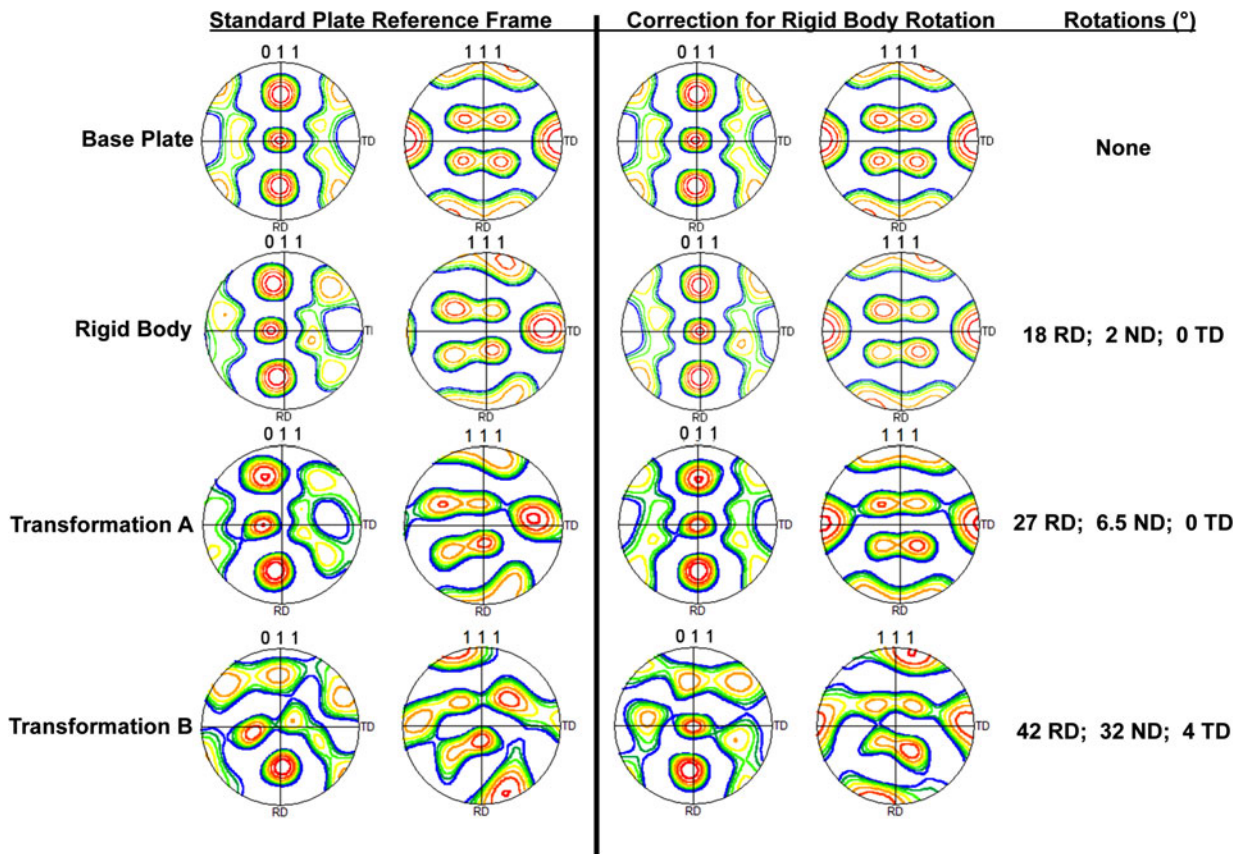 Standard Plate Reference Frame Correction for Rigid Body Rotation Rotations (°)
0 1 1 1 1 1 0 1 1 1 1 1
Base Plate TD TD TD TD None
RD RD RD RD
0 1 1 1 1 1 0 1 1 1 1 1
Rigid Body T TD TD TD 18 RD; 2 ND; 0 TD
RD RD RD RD
0 1 1 1 1 1 0 1 1 1 1 1
Transformation A TD TD TD TD 27 RD; 6.5 ND; 0 TD
RD RD RD RD
0 1 1 1 1 1 0 1 1 1 1 1
Transformation B TD TD TD TD 42 RD; 32 ND; 4 TD
RD RD RD RD